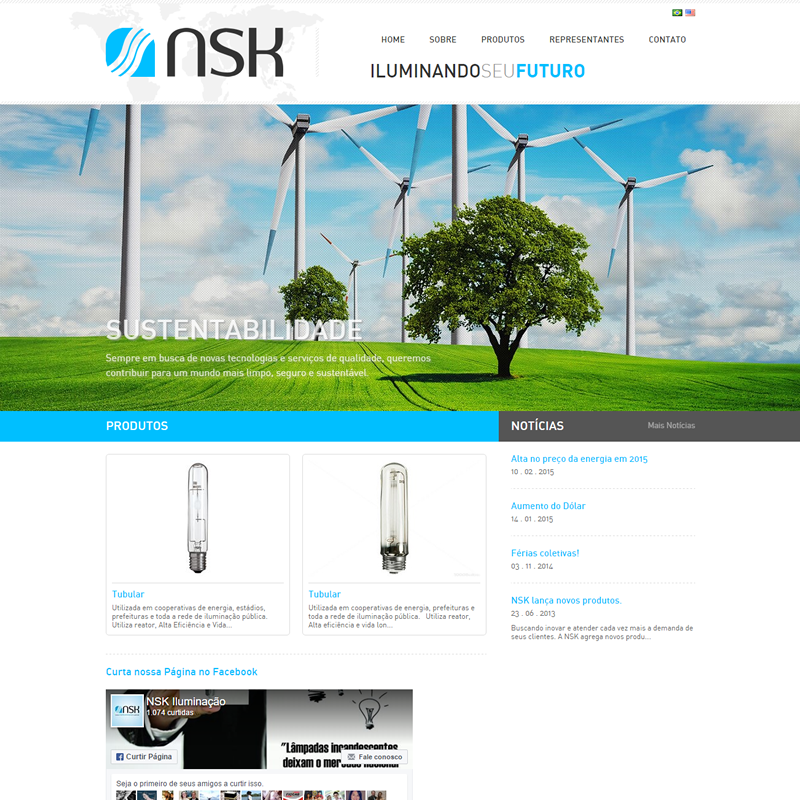 NSK
HOME SOBRE PRODUTOS REPRESENTANTES CONTATO
ILUMINANDOSEUFUTURO
SUSTENTABILIDADE
Sempre em busca de novas tecnologias e serviços de qualidade, queremos
contribuir para um mundo mais limpo, seguro e sustentável.
PRODUTOS
NOTÍCIAS Mais Notícias
Tubular
Utilizada em cooperativas de energia, estádios,
prefeituras e toda a rede de iluminação pública.
Utiliza reator, Alta Eficiência e Vida...
Tubular
Utilizada em cooperativas de energia, prefeituras e
toda a rede de iluminação pública. Utiliza reator,
Alta eficiência e vida lon...
Alta no preço da energia em 2015
10 . 02 . 2015
Aumento do Dólar
14 . 01 . 2015
Férias coletivas!
03 . 11 . 2014
NSK lança novos produtos.
23 . 06 . 2013
Buscando inovar e atender cada vez mais a demanda de
seus clientes. A NSK agrega novos produ...
Curta nossa Página no Facebook
NSK
NSK Iluminação
1.074 curtidas
"Lâmpadas incandescentes
deixam o mercado nacional
Curtir Página
Fale conosco
Seja o primeiro de seus amigos a curtir isso.